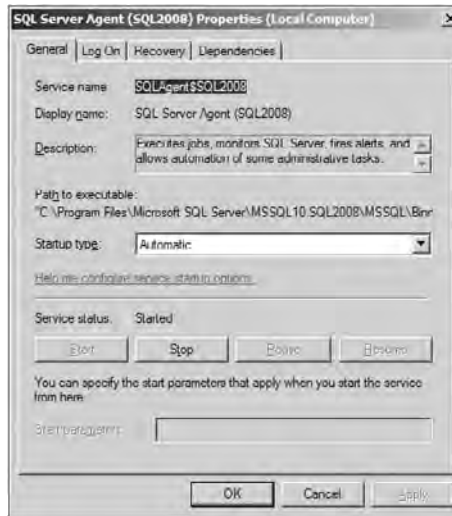 SQL Server Agent (SQL2008) Properties (Local Computer)
General Log On Recovery Dependencies
Service name SQLAgent$SQL2008
Display name: SQL Server Agent (SQL2008)
Description: Executes jobs, monitors SQL Server, fires alerts, and
allows automation of some administrative tasks.
Path to executable:
"C \Program Files\Microsoft SQL Server\MSSQL10 SQL2008\MSSQL\Binr
Startup type: Automatic
Help me configure service startup options.
Service status. Started
Start Stop Pause Resume
You can specify the start parameters that apply when you start the service
from here
Start parameters:
OK Cancel Apply